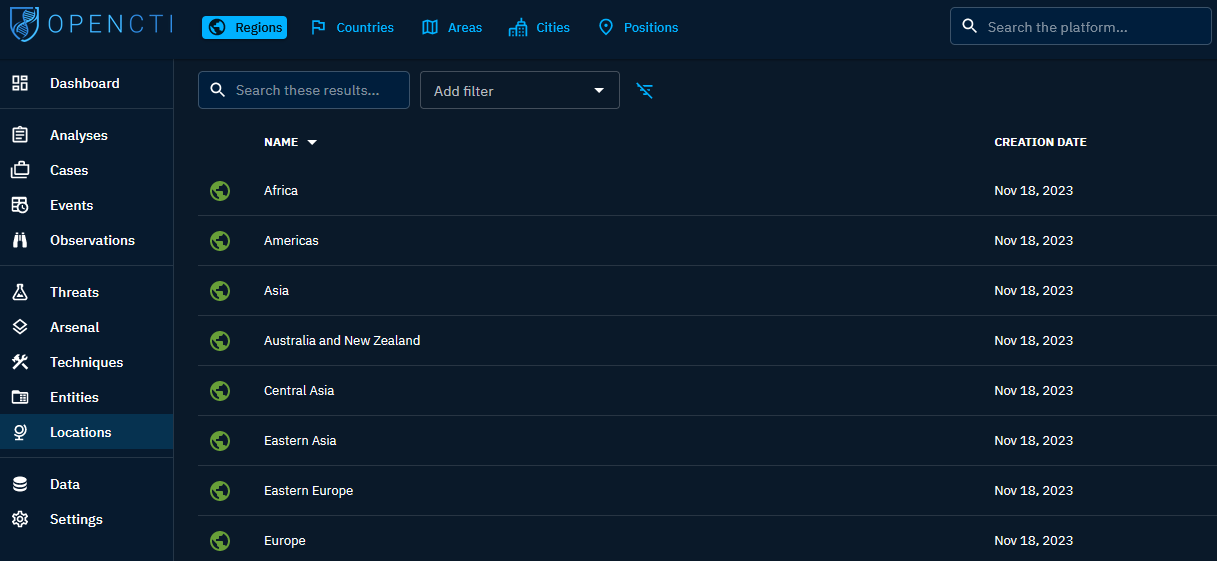 OPENCTI
Regions Countries Areas Cities Positions
Search the platform...
Dashboard
Analyses
Cases
Events
Observations
Threats
Arsenal
Techniques
Entities
Locations
Data
Settings
Search these results...
Add filter
NAME CREATION DATE
Africa Nov 18, 2023
Americas Nov 18, 2023
Asia Nov 18, 2023
Australia and New Zealand Nov 18, 2023
Central Asia Nov 18, 2023
Eastern Asia Nov 18, 2023
Eastern Europe Nov 18, 2023
Europe Nov 18, 2023